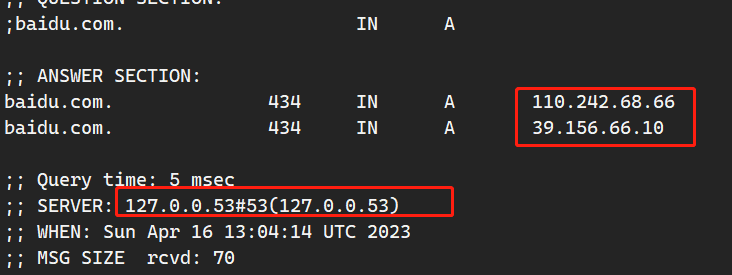 ;; QUESTION SECTION:
;baidu.com. IN A
;; ANSWER SECTION:
baidu.com. 434 IN A 110.242.68.66
baidu.com. 434 IN A 39.156.66.10
;; Query time: 5 msec
;; SERVER: 127.0.0.53#53(127.0.0.53)
;; WHEN: Sun Apr 16 13:04:14 UTC 2023
;; MSG SIZE rcvd: 70